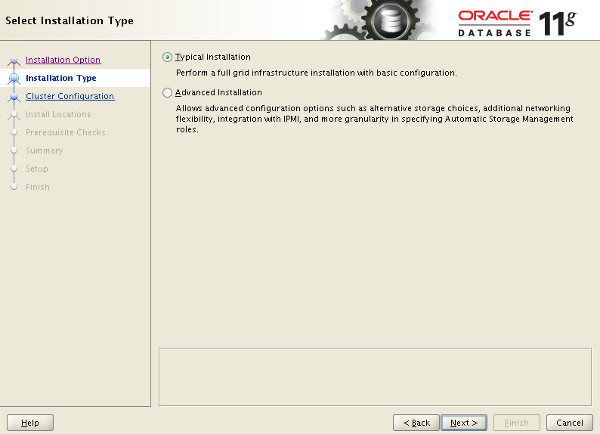 Select Installation Type
ORACLE
DATABASE
11g
Installation Option
Installation Type
Cluster Configuration
Install Locations
Prerequisite Checks
Summary
Setup
Finish
Typical Installation
Perform a full grid infrastructure installation with basic configuration.
Advanced Installation
Allows advanced configuration options such as alternative storage choices, additional networking
flexibility, integration with IPMI, and more granularity in specifying Automatic Storage Management
roles.
Help
< Back
Next >
Finish
Cancel